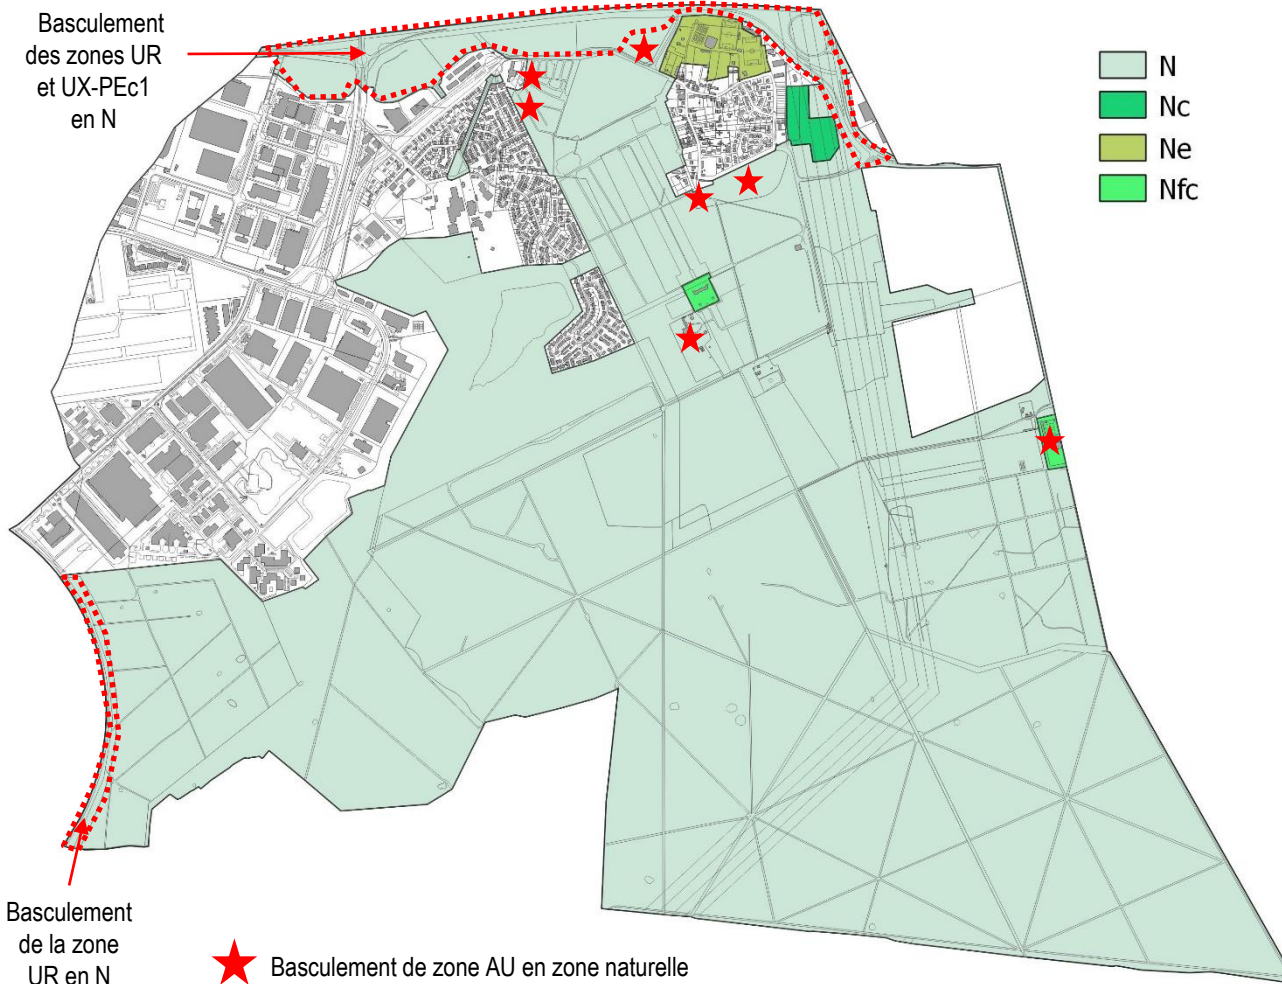 Basculement
des zones UR
et UX-PEc1
en N
N
Nc
Ne
Nfc
Basculement
de la zone
UR en N
Basculement de zone AU en zone naturelle